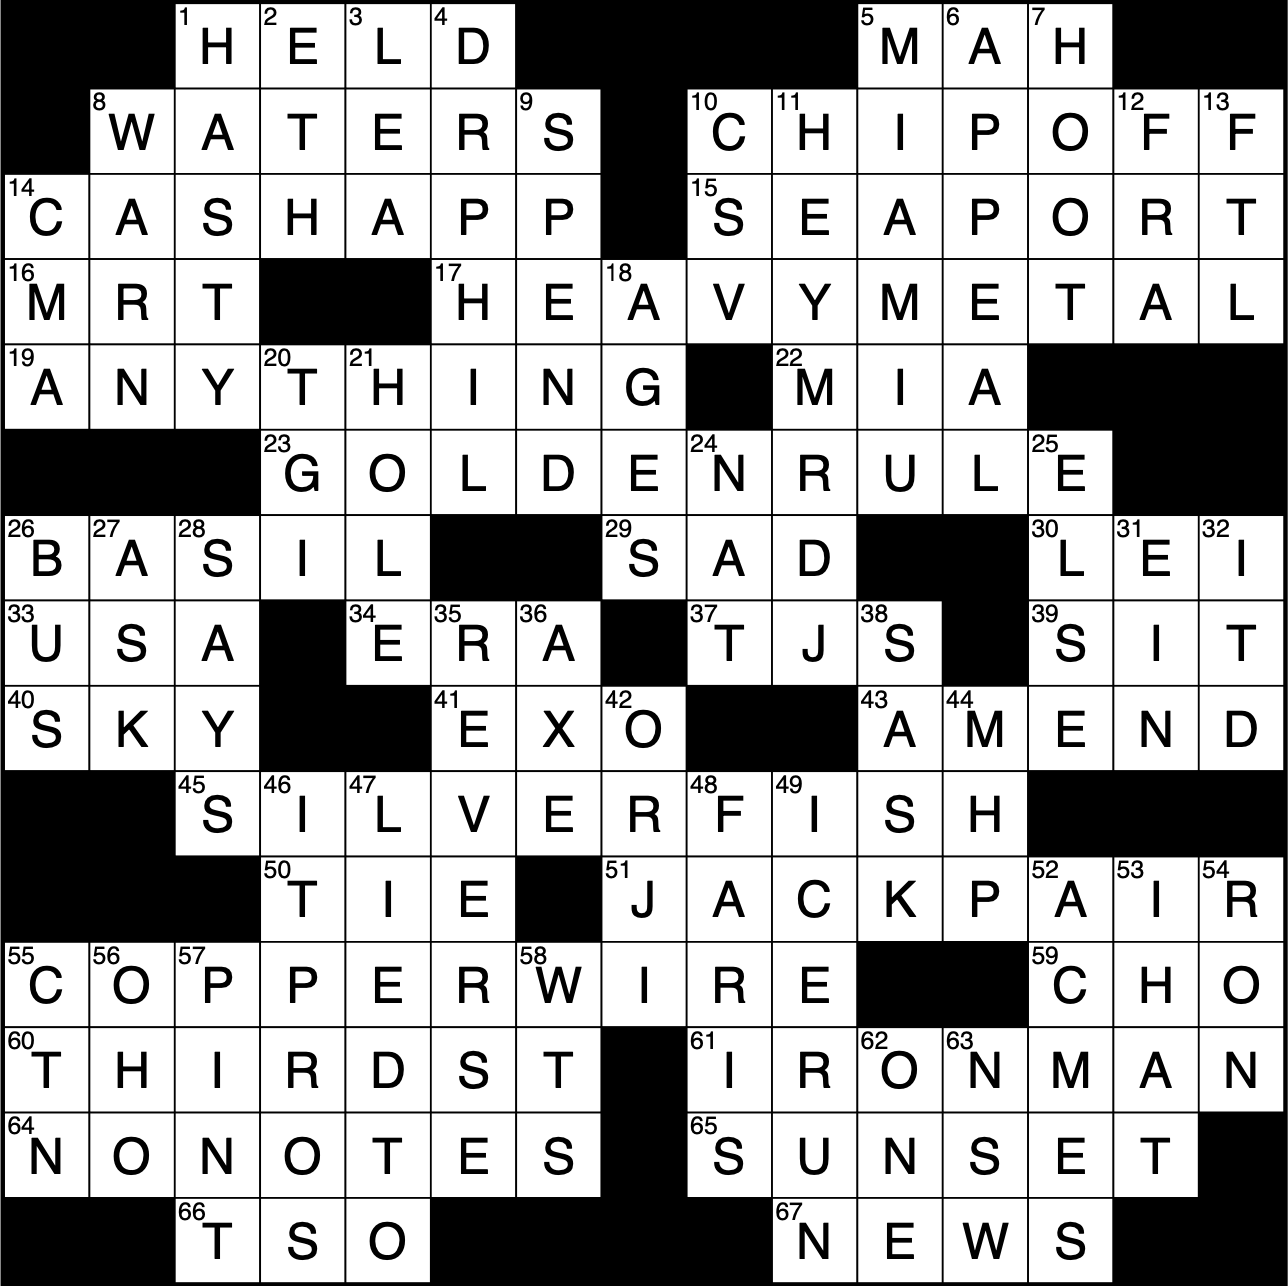 1 H 2 E 3 L 4 D 5 M 6 A 7 H
8 W A T E R 9 S 10 C 11 H I P O 12 F 13 F
14 C A S H A P P 15 S E A P O R T
16 M R T 17 H E 18 A V Y M E T A L
19 A N Y 20 T 21 H I N G 22 M I A
23 G O L D E 24 N R U L 25 E
26 B 27 A 28 S I L 29 S A D 30 L 31 E 32 I
33 U S A 34 E 35 R 36 A 37 T J 38 S 39 S I T
40 S K Y 41 E X 42 O 43 A 44 M E N D
45 S 46 I 47 L V E R 48 F 49 I S H
50 T I E 51 J A C K P 52 A 53 I 54 R
55 C 56 O 57 P P E R 58 W I R E 59 C H O
60 T H I R D S T 61 I R 62 O 63 N M A N
64 N O N O T E S 65 S U N S E T
66 T S O 67 N E W S